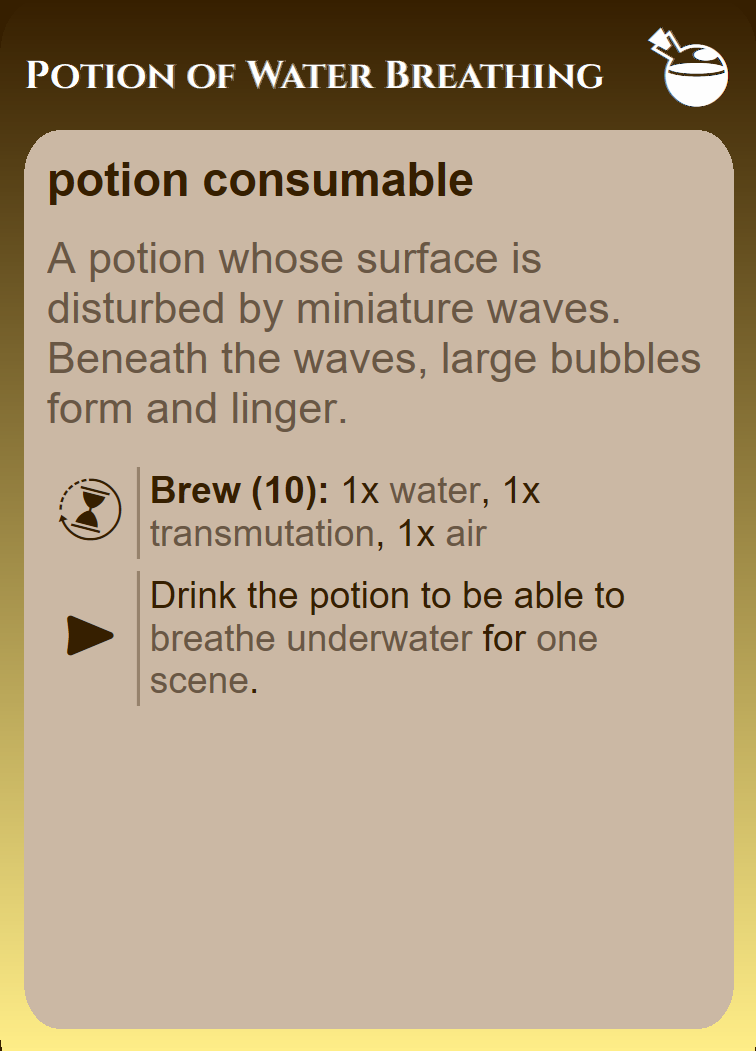 Potion of Water Breathing
potion consumable
A potion whose surface is
disturbed by miniature waves.
Beneath the waves, large bubbles
form and linger.
Brew (10): 1x water, 1x
transmutation, 1x air
Drink the potion to be able to
breathe underwater for one
scene.